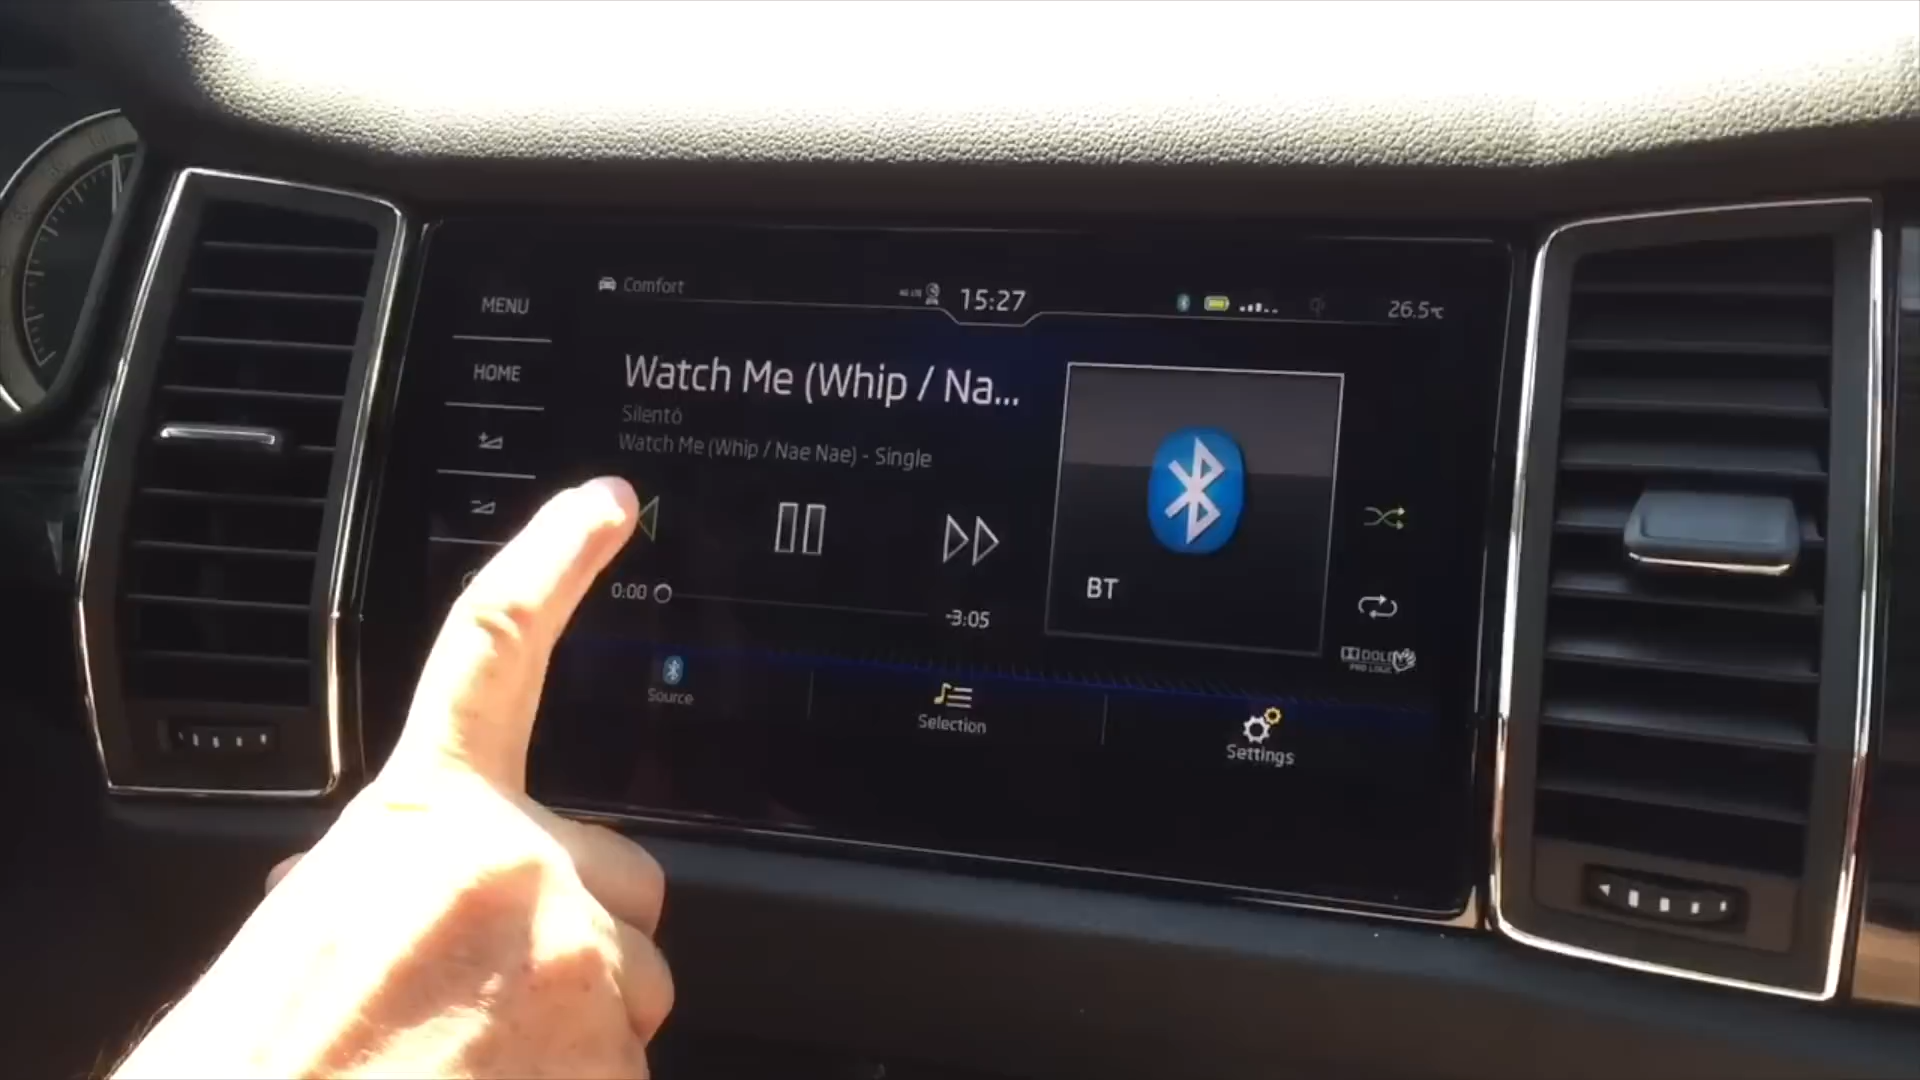 MENU
HOME
Comfort
15:27
26.5°C
Watch Me (Whip / Na...
Silentó
Watch Me (Whip / Nae Nae) - Single
0:00
-3:05
BT
Source
Selection
Settings